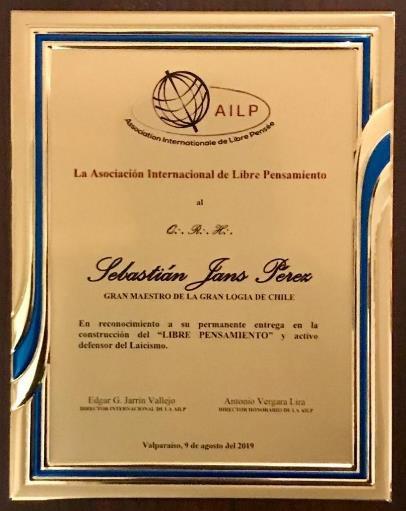 AILP
Association Internationale de Libre Pensée
La Asociación Internacional de Libre Pensamiento
al
Q∴ R∴ H∴
Sebastián Jans Pérez
GRAN MAESTRO DE LA GRAN LOGIA DE CHILE
En reconocimiento a su permanente entrega en la
construcción del “LIBRE PENSAMIENTO” y activo
defensor del Laicismo.
Edgar G. Jarrín Vallejo
DIRECTOR INTERNACIONAL DE LA AILP
Antonio Vergara Lira
DIRECTOR HONORARIO DE LA AILP
Valparaíso, 9 de agosto del 2019